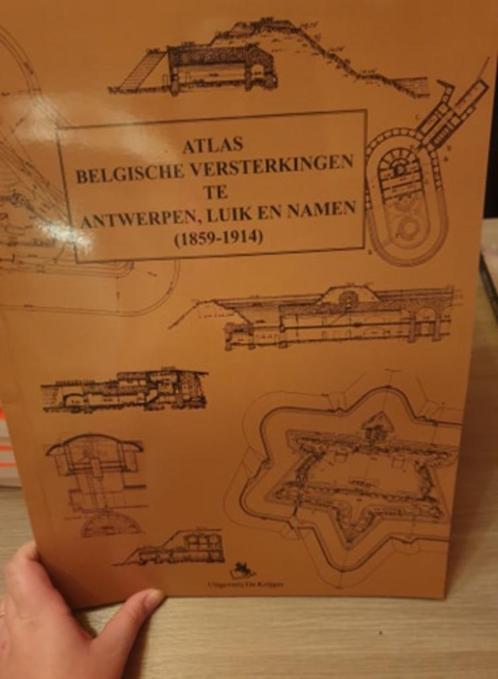 ATLAS
BELGISCHE VERSTERKINGEN
TE
ANTWERPEN, LUIK EN NAMEN
(1859-1914)
Uitgeverij De Krijger